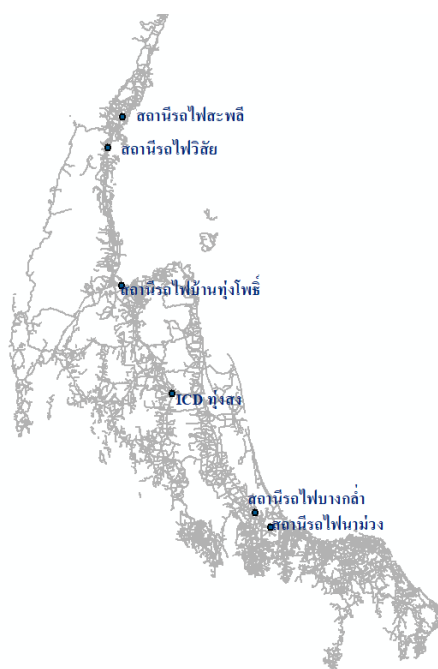 สถานีรถไฟสะพลี
สถานีรถไฟวิสัย
สถานีรถไฟบ้านทุ่งโพธิ์
ICD ทุ่งสง
สถานีรถไฟบางกล่ำ
สถานีรถไฟนาม่วง